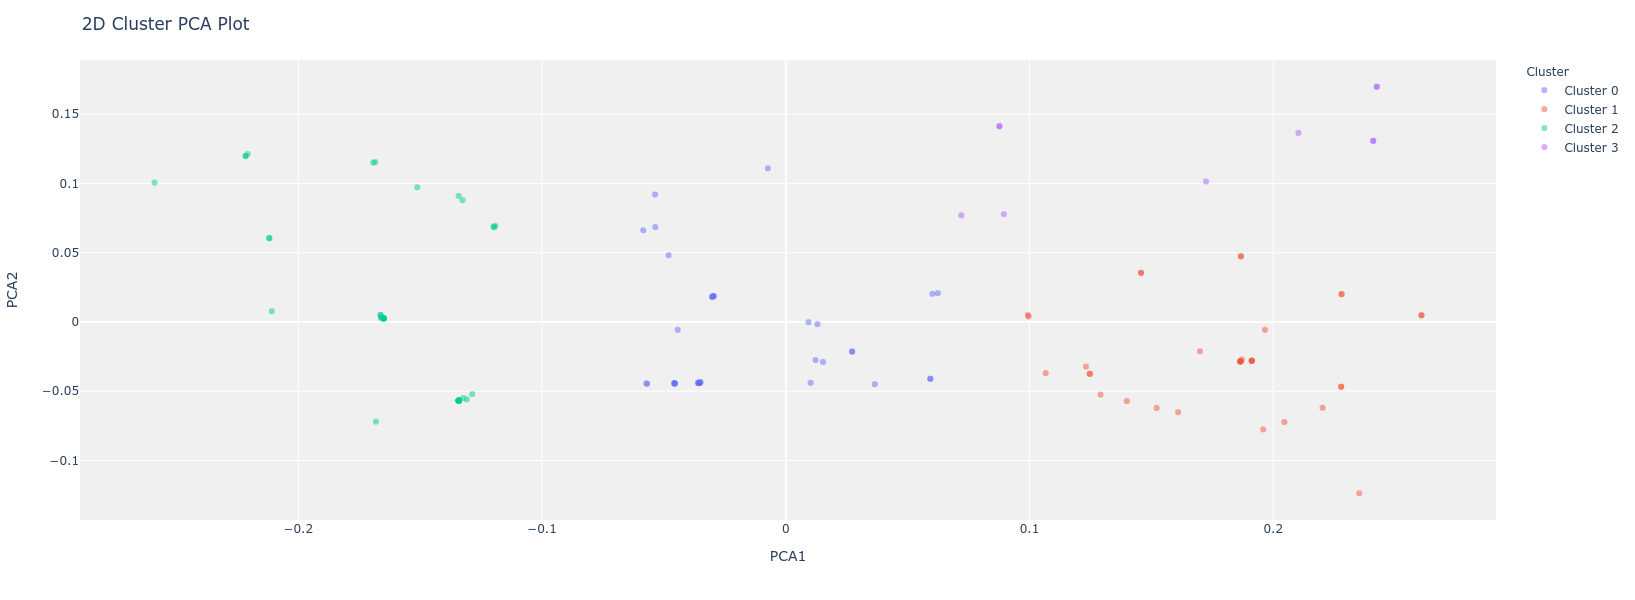 2D Cluster PCA Plot
Cluster
Cluster 0
Cluster 1
Cluster 2
Cluster 3
0.15
0.1
0.05
0
−0.05
−0.1
PCA2
−0.2
−0.1
0
0.1
0.2
PCA1